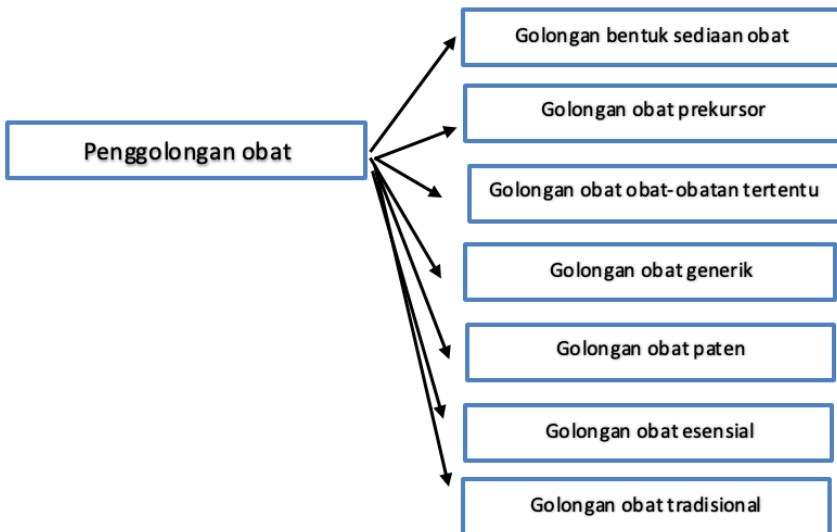 Golongan bentuk sediaan obat
Golongan obat prekursor
Penggolongan obat
Golongan obat obat-obatan tertentu
Golongan obat generik
Golongan obat paten
Golongan obat esensial
Golongan obat tradisional